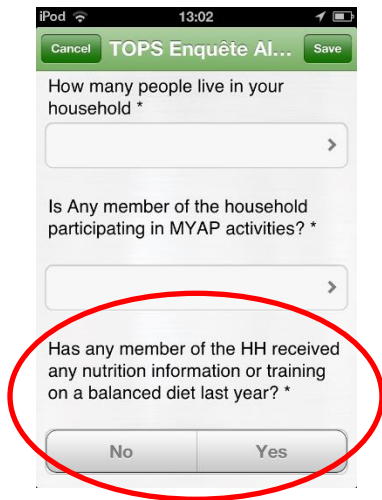 iPod 13:02
Cancel TOPS Enquête Al... Save
How many people live in your
household *
Is Any member of the household
participating in MYAP activities? *
Has any member of the HH received
any nutrition information or training
on a balanced diet last year? *
No Yes